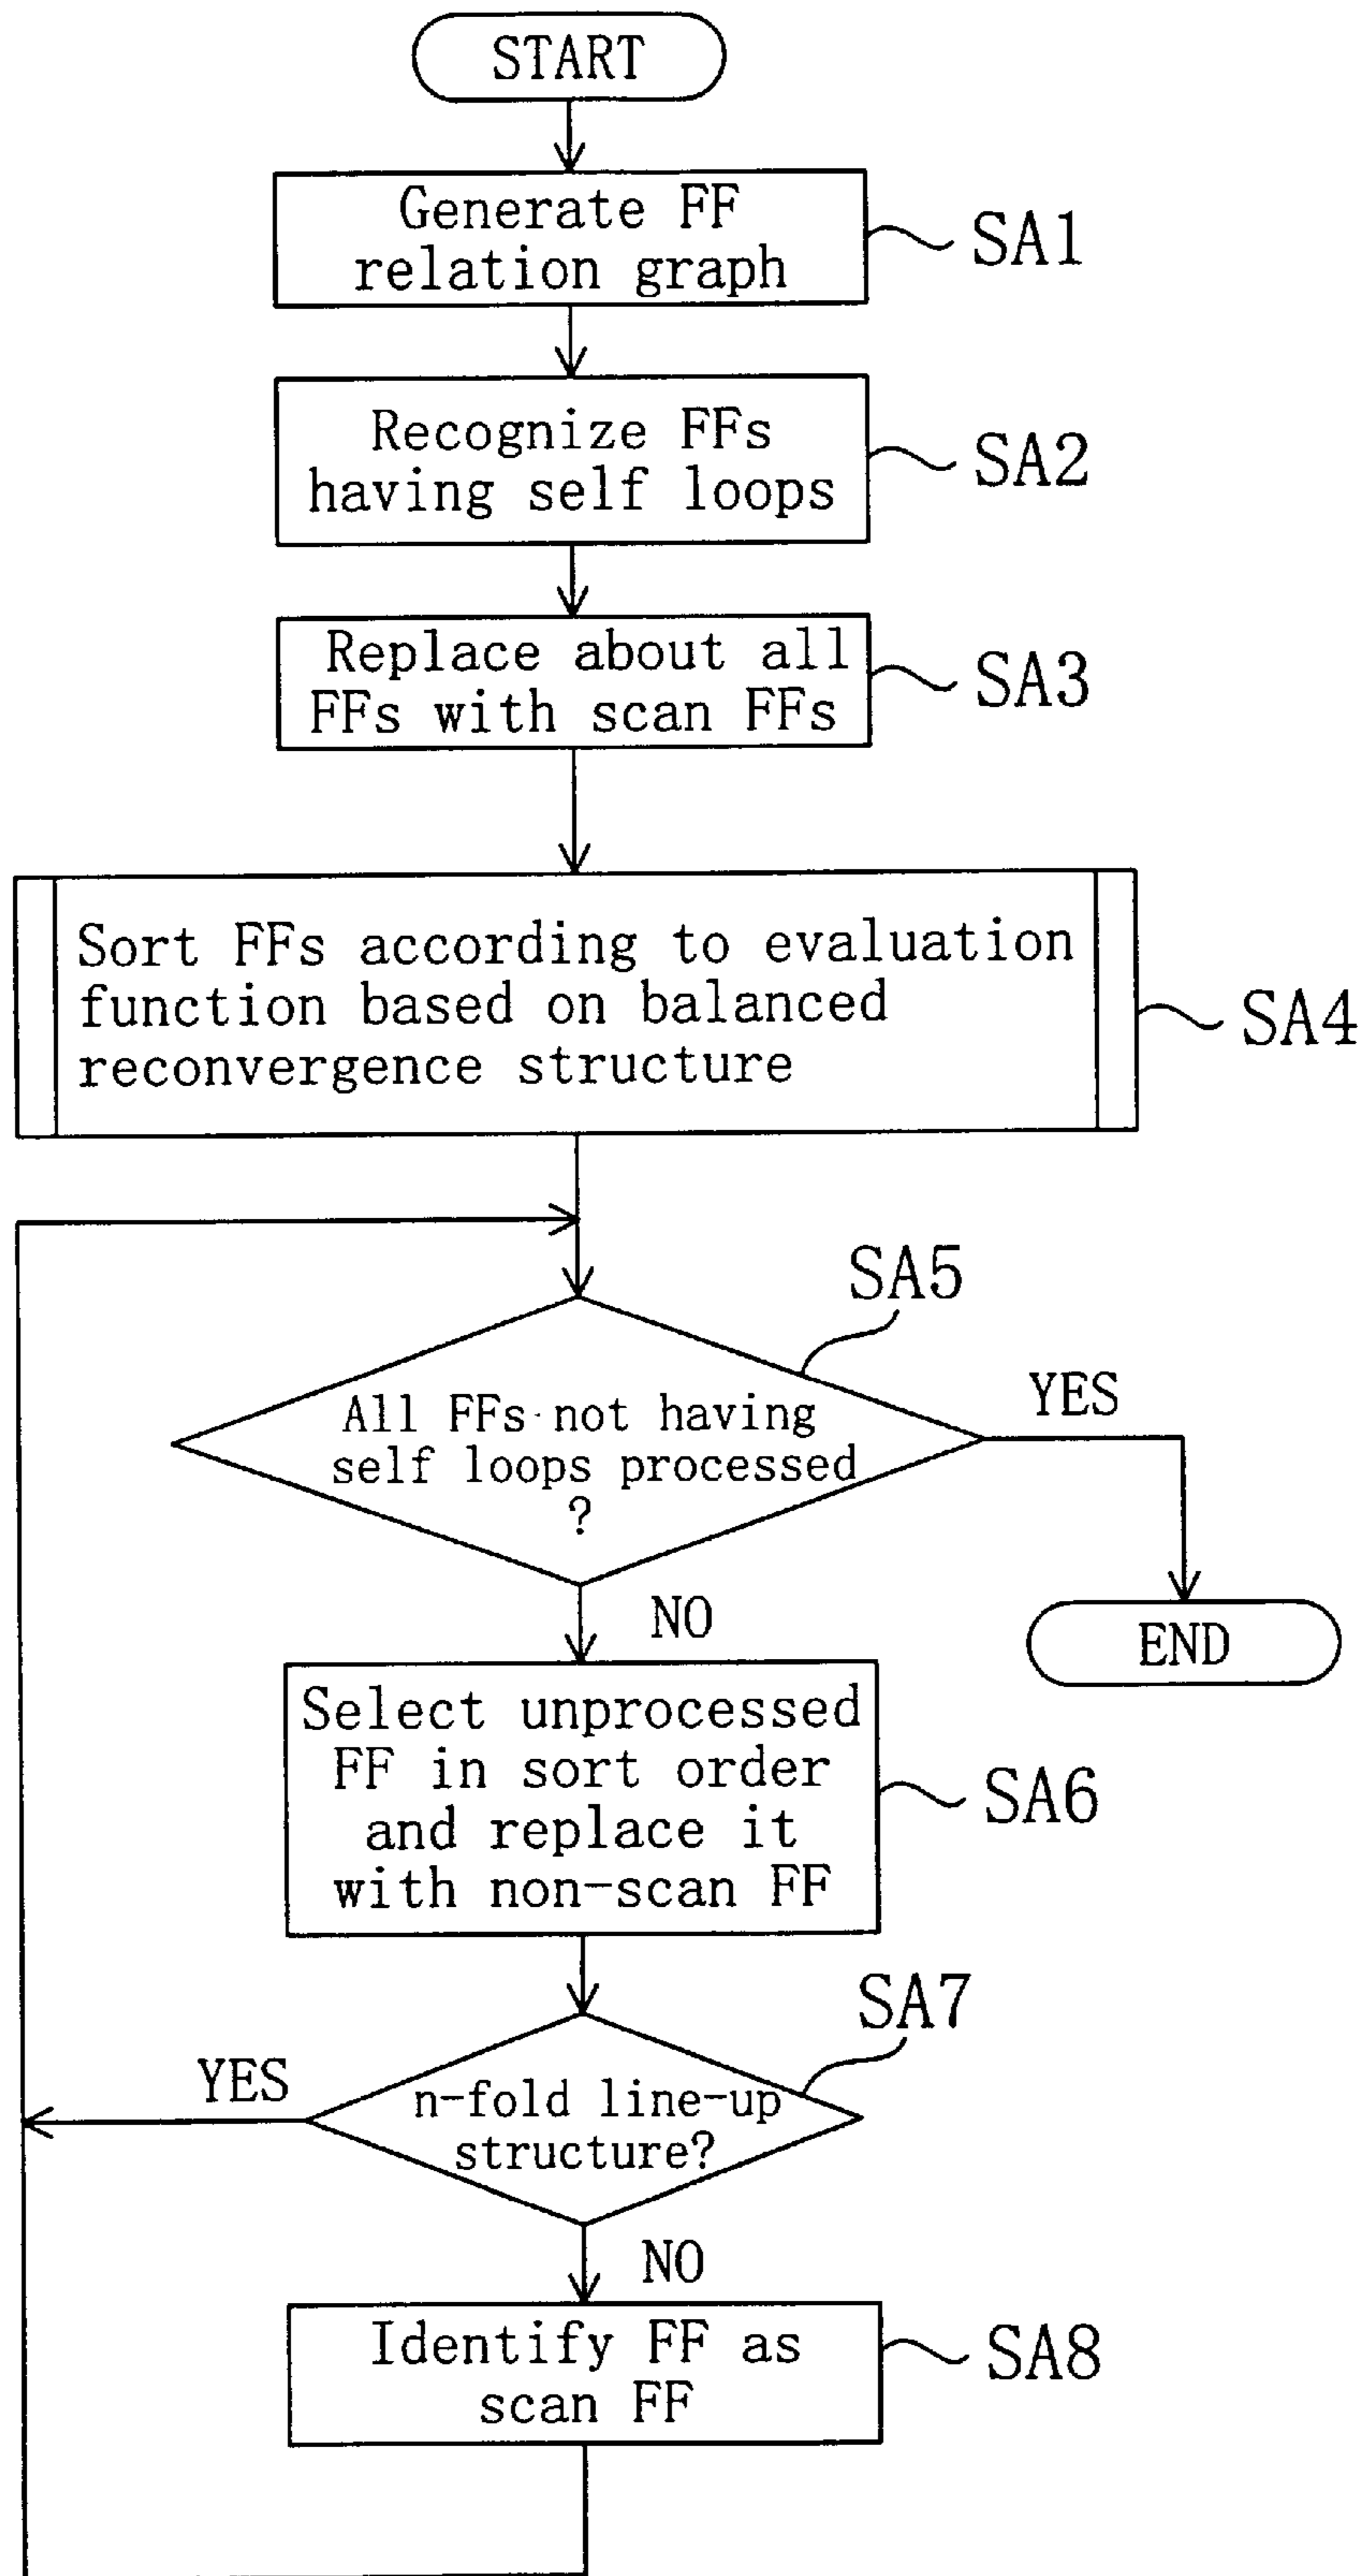 START
Generate FF
relation graph
SA1
Recognize FFs
having self loops
SA2
Replace about all
FFs with scan FFs
SA3
Sort FFs according to evaluation
function based on balanced
reconvergence structure
SA4
SA5
All FFs not having
self loops processed
?
YES
NO
END
Select unprocessed
FF in sort order
and replace it
with non-scan FF
SA6
SA7
YES
n-fold line-up
structure?
NO
Identify FF as
scan FF
SA8